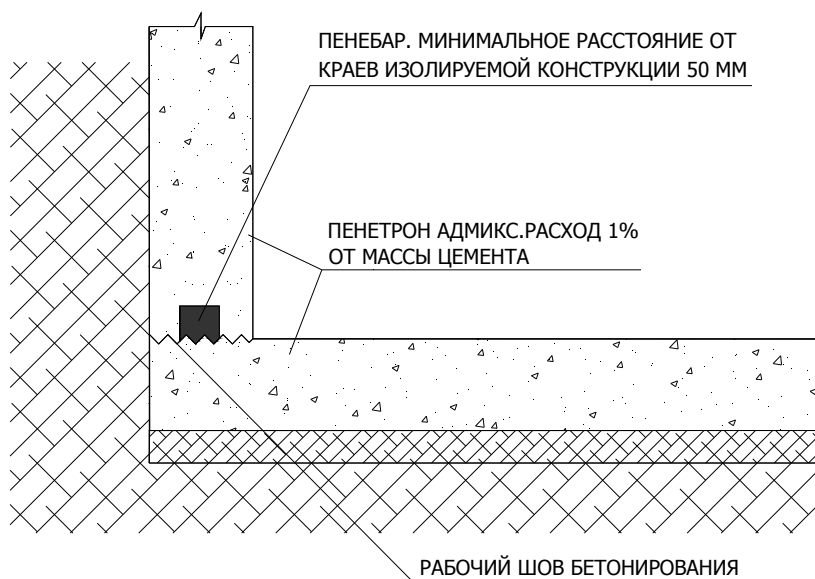 ПЕНЕБАР. МИНИМАЛЬНОЕ РАССТОЯНИЕ ОТ
КРАЕВ ИЗОЛИРУЕМОЙ КОНСТРУКЦИИ 50 ММ
ПЕНЕТРОН АДМИКС.РАСХОД 1%
ОТ МАССЫ ЦЕМЕНТА
РАБОЧИЙ ШОВ БЕТОНИРОВАНИЯ